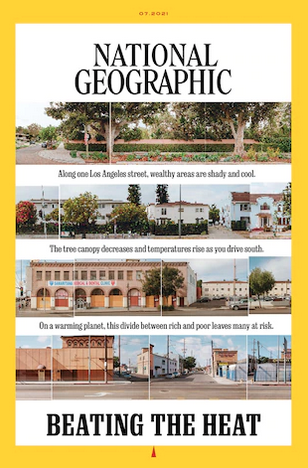 07.2021
NATIONAL
GEOGRAPHIC
Along one Los Angeles street, wealthy areas are shady and cool.
The tree canopy decreases and temperatures rise as you drive south.
On a warming planet, this divide between rich and poor leaves many at risk.
BEATING THE HEAT